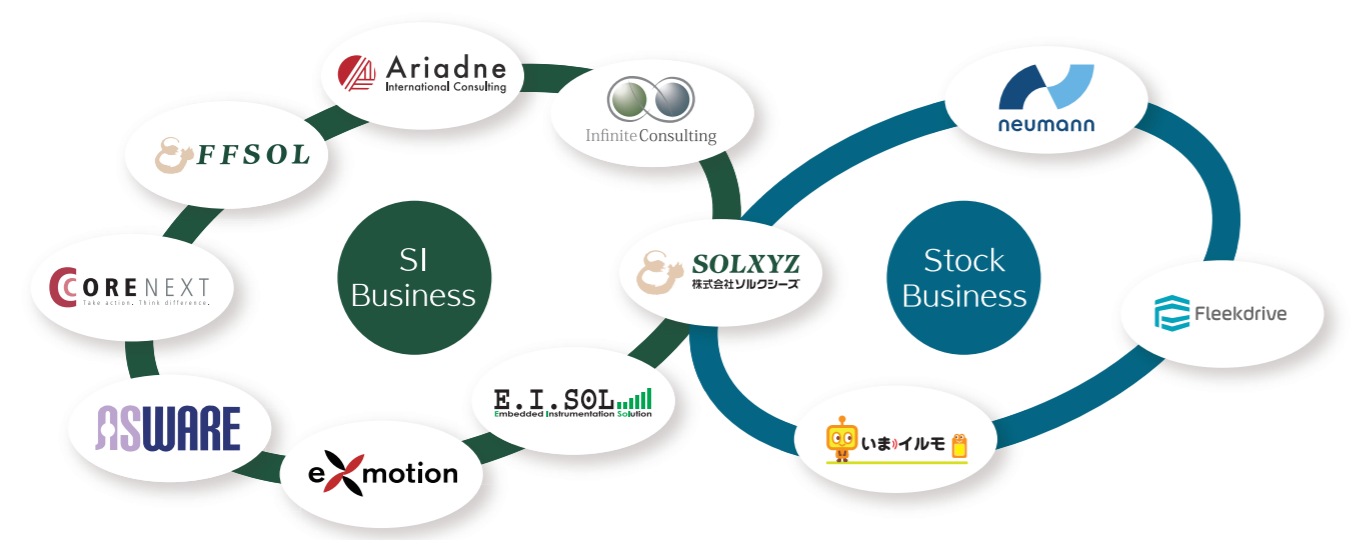 Ariadne
International Consulting
Infinite Consulting
neumann
FFSOL
SI
Business
SOLXYZ
株式会社ソルクシーズ
Stock
Business
CORENEXT
Take action. Think difference.
Fleekdrive
ASWARE
E.I.SOL
Embedded Instrumentation Solution
いまイルモ
eXmotion